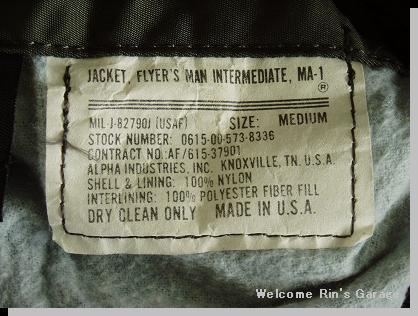 JACKET, FLYER'S MAN INTERMEDIATE, MA-1
®
MIL-J-82790J (USAF) SIZE: MEDIUM
STOCK NUMBER: 0615-00-573-8336
CONTRACT NO. AF/615-37901
ALPHA INDUSTRIES, INC. KNOXVILLE, TN. U.S.A.
SHELL & LINING: 100% NYLON
INTERLINING: 100% POLYESTER FIBER FILL
DRY CLEAN ONLY MADE IN U.S.A.
Welcome Rin's Garage